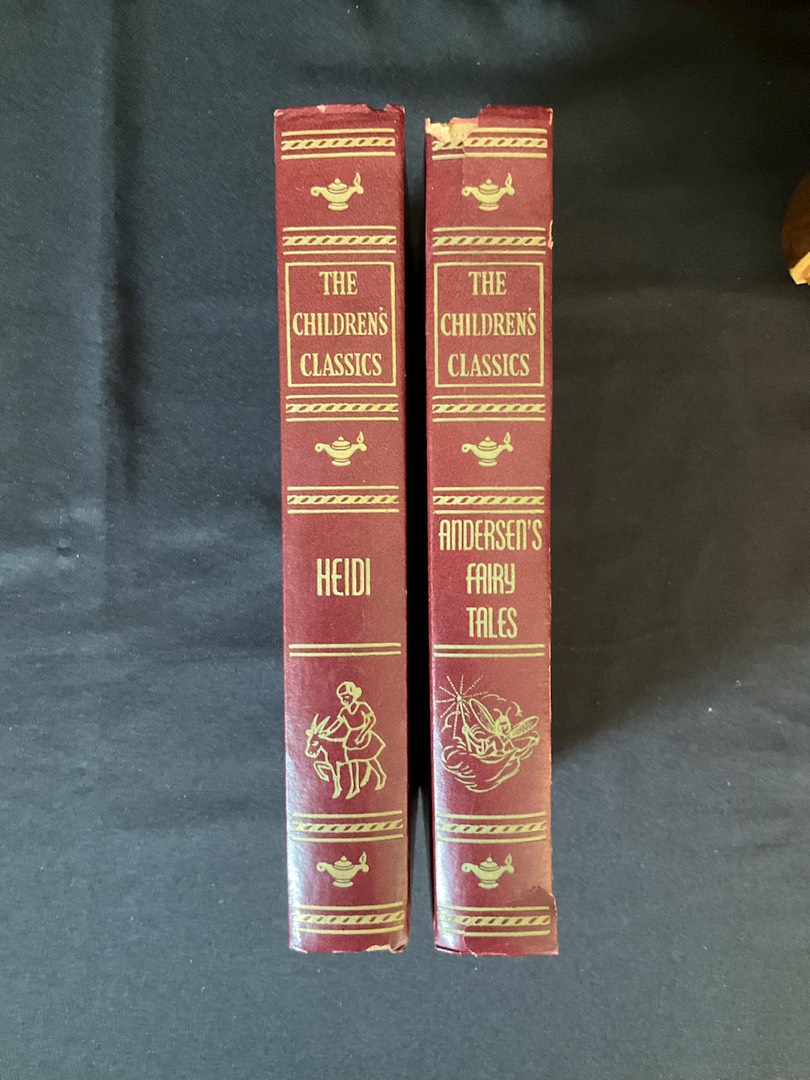 THE
CHILDREN'S
CLASSICS
HEIDI
THE
CHILDREN'S
CLASSICS
ANDERSEN'S
FAIRY
TALES